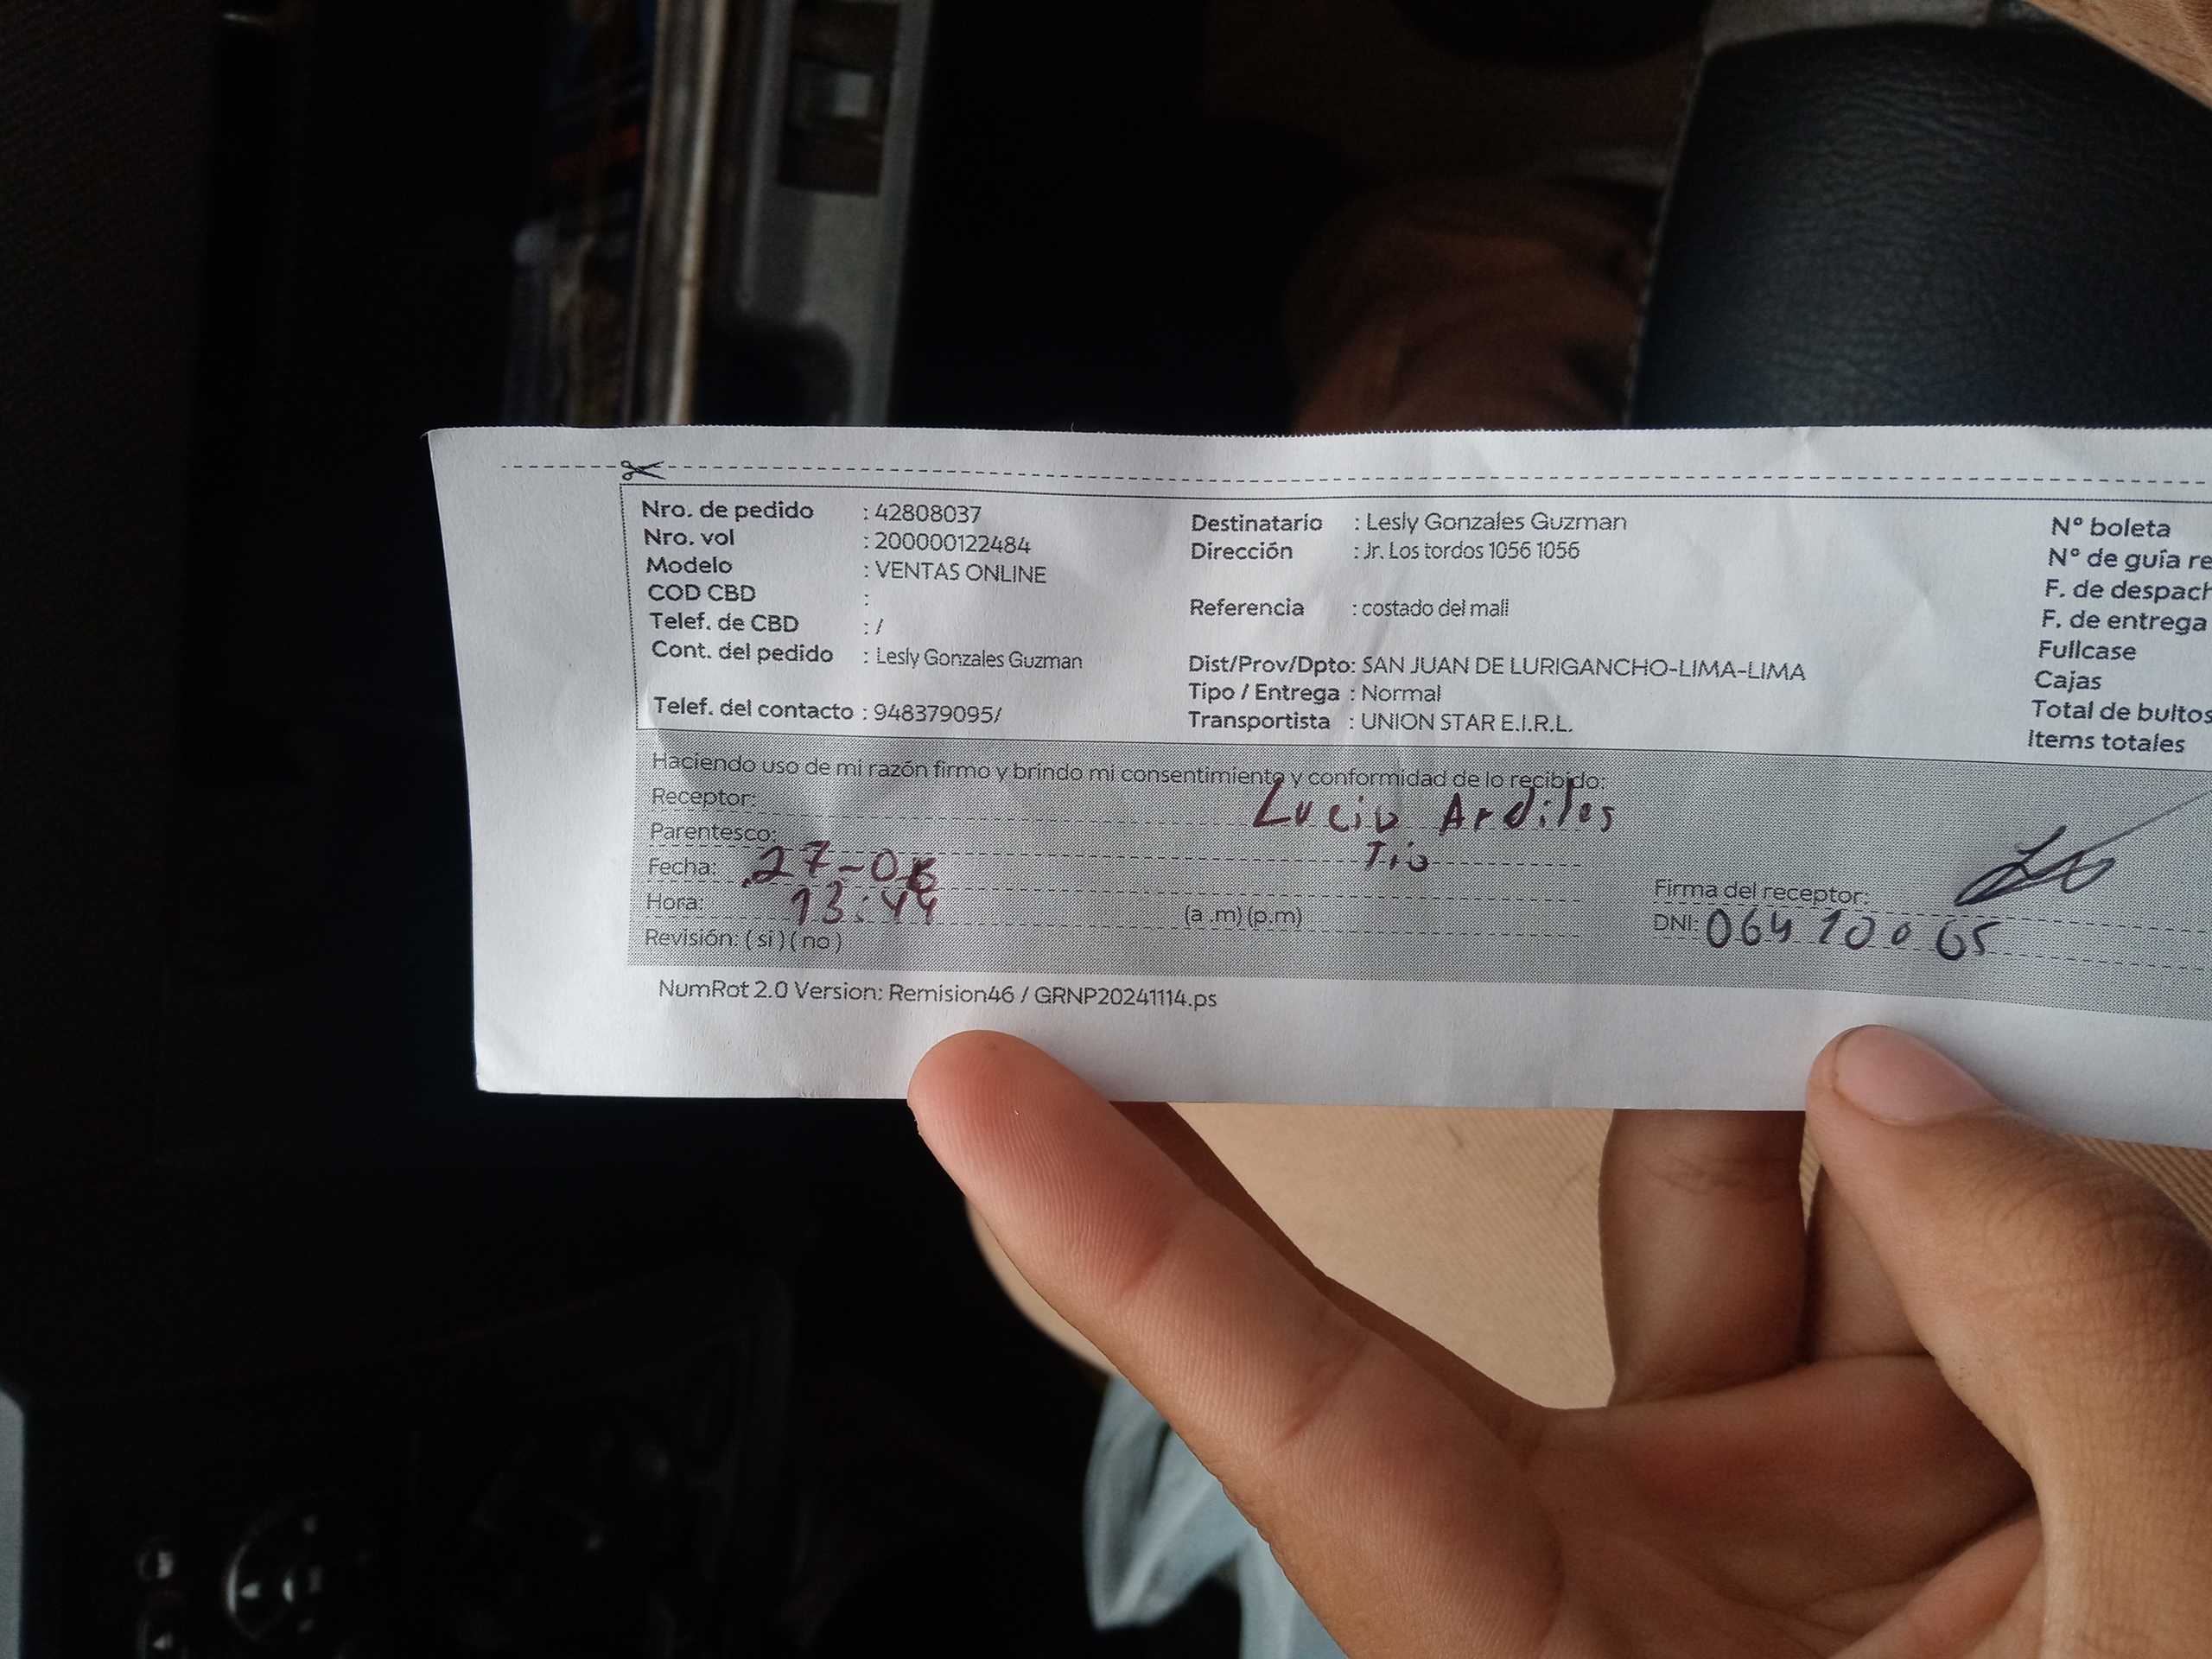 Nro. de pedido : 42808037
Nro. vol : 200000122484
Modelo : VENTAS ONLINE
COD CBD :
Telef. de CBD : /
Cont. del pedido : Lesly Gonzales Guzman
Telef. del contacto : 948379095/
Destinatario : Lesly Gonzales Guzman
Dirección : Jr. Los tordos 1056 1056
Referencia : costado del mall
Dist/Prov/Dpto: SAN JUAN DE LURIGANCHO-LIMA-LIMA
Tipo / Entrega : Normal
Transportista : UNION STAR E.I.R.L.
N° boleta
N° de guía re
F. de despach
F. de entrega
Fullcase
Cajas
Total de bultos
Items totales
Haciendo uso de mi razón firmo y brindo mi consentimiento y conformidad de lo recibido:
Receptor: Lucio Ardiles
Parentesco: Tio
Fecha: 27-06
Hora: 13:44 (a .m) (p.m)
Revisión: ( si ) ( no )
Firma del receptor:
DNI: 06410065
NumRot 2.0 Version: Remision46 / GRNP20241114.ps